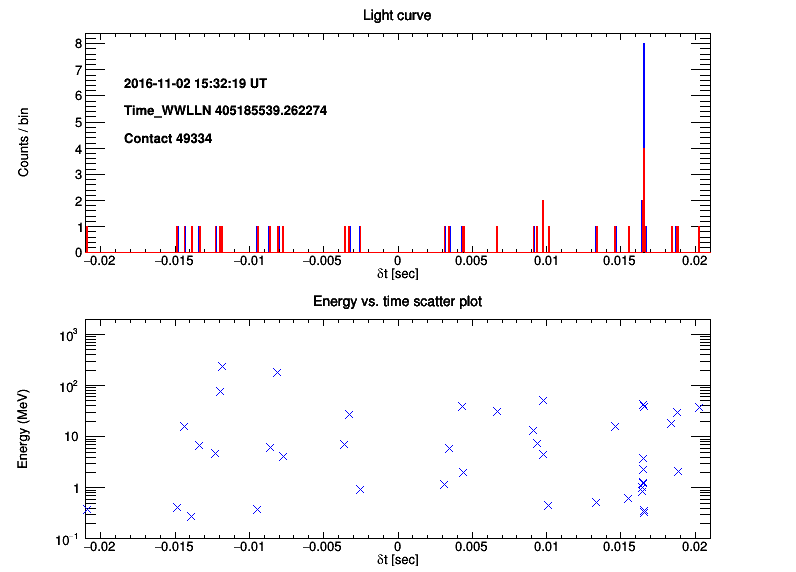 Light curve
8
7
6
5
4
3
2
1
0
Counts / bin
2016-11-02 15:32:19 UT
Time_WWLLN 405185539.262274
Contact 49334
−0.02 −0.015 −0.01 −0.005 0 0.005 0.01 0.015 0.02
δt [sec]
Energy vs. time scatter plot
10³
10²
10
1
10⁻¹
Energy (MeV)
−0.02 −0.015 −0.01 −0.005 0 0.005 0.01 0.015 0.02
δt [sec]